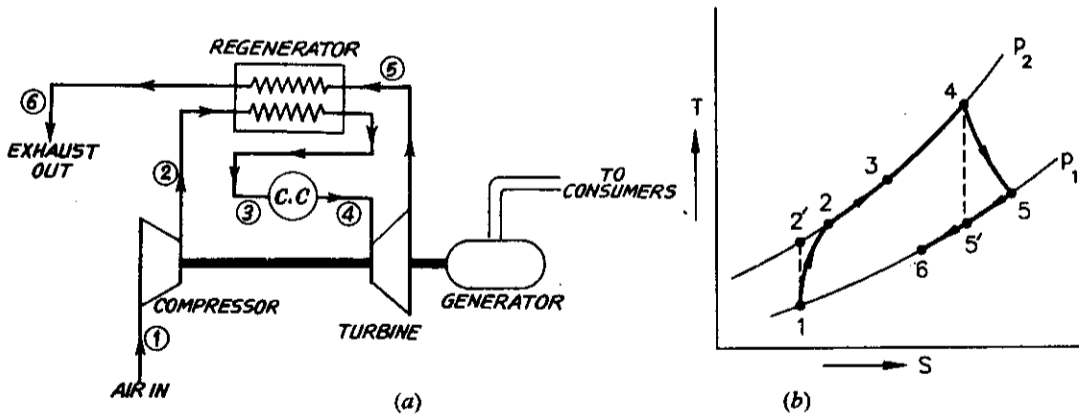 REGENERATOR
⑤
⑥
EXHAUST
OUT
②
C.C
③
④
TO
CONSUMERS
COMPRESSOR
TURBINE
GENERATOR
①
AIR IN
(a)
T
P₂
4
P₁
3
2'
2
5
5'
6
1
S
(b)